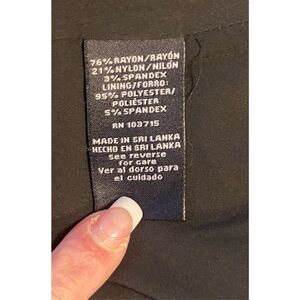 76% RAYON/RAYÓN
21% NYLON/NILÓN
3% SPANDEX
LINING/FORRO:
95% POLYESTER/
POLIÉSTER
5% SPANDEX
RN 103715
MADE IN SRI LANKA
HECHO EN SRI LANKA
See reverse
for care
Ver al dorso para
el cuidado